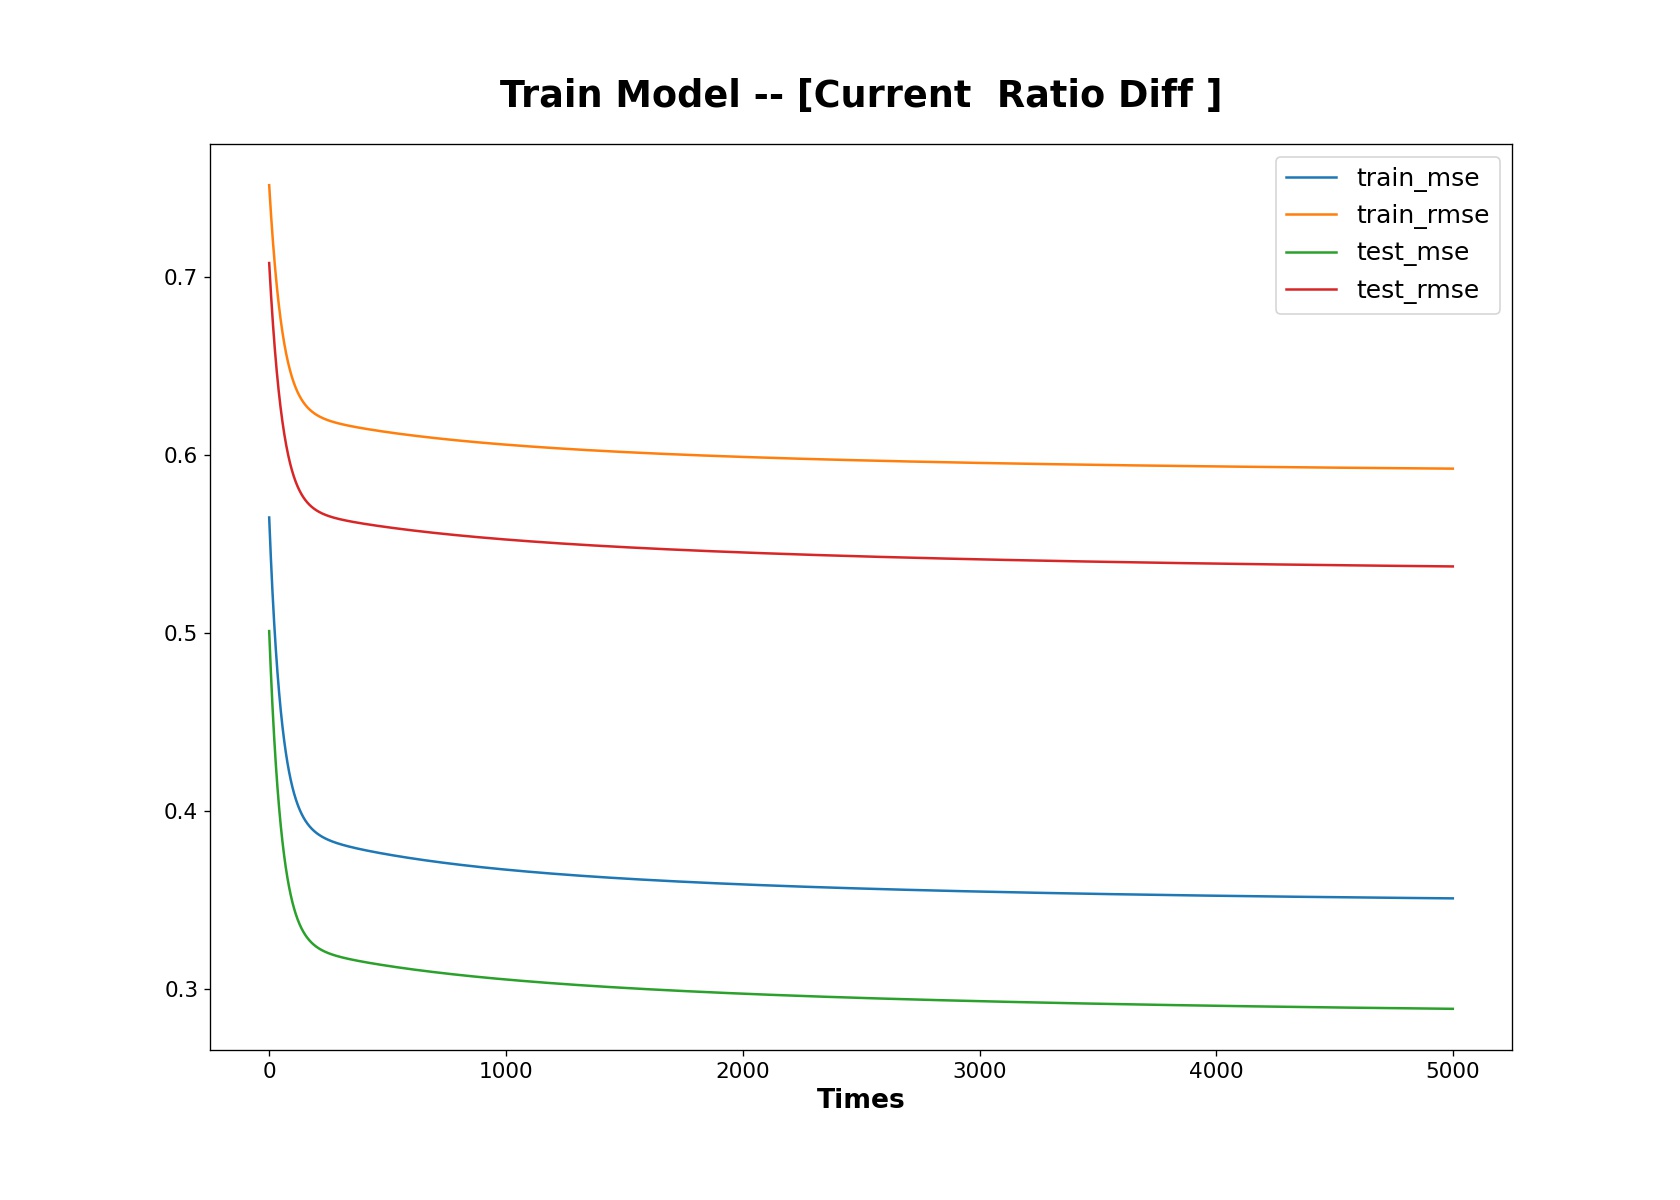 Train Model -- [Current  Ratio Diff ]
train_mse
train_rmse
test_mse
test_rmse
0.7
0.6
0.5
0.4
0.3
0 1000 2000 3000 4000 5000
Times